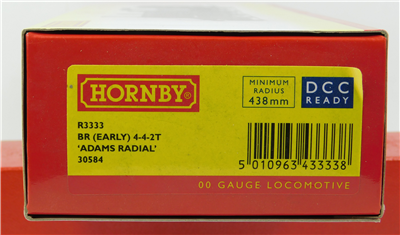 HORNBY®
MINIMUM
RADIUS
438mm
DCC
READY
R3333
BR (EARLY) 4-4-2T
'ADAMS RADIAL'
30584
5 010963 433338
00 GAUGE LOCOMOTIVE